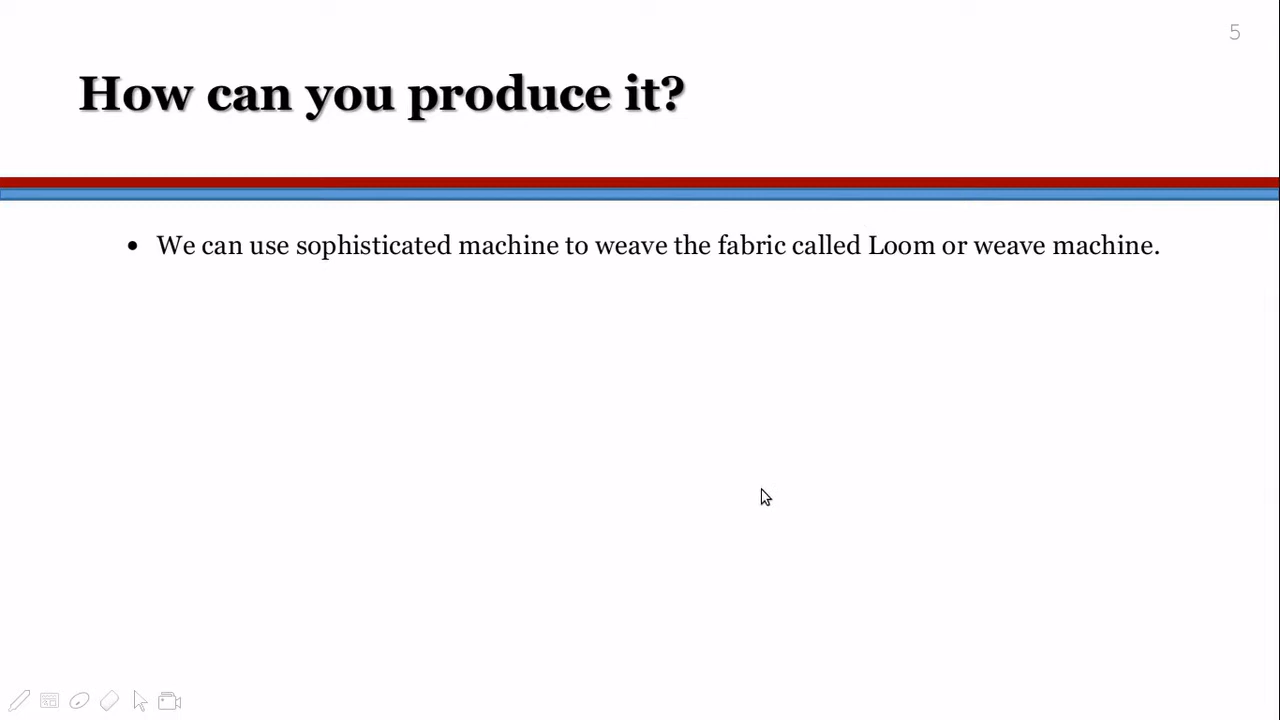 5
How can you produce it?
• We can use sophisticated machine to weave the fabric called Loom or weave machine.